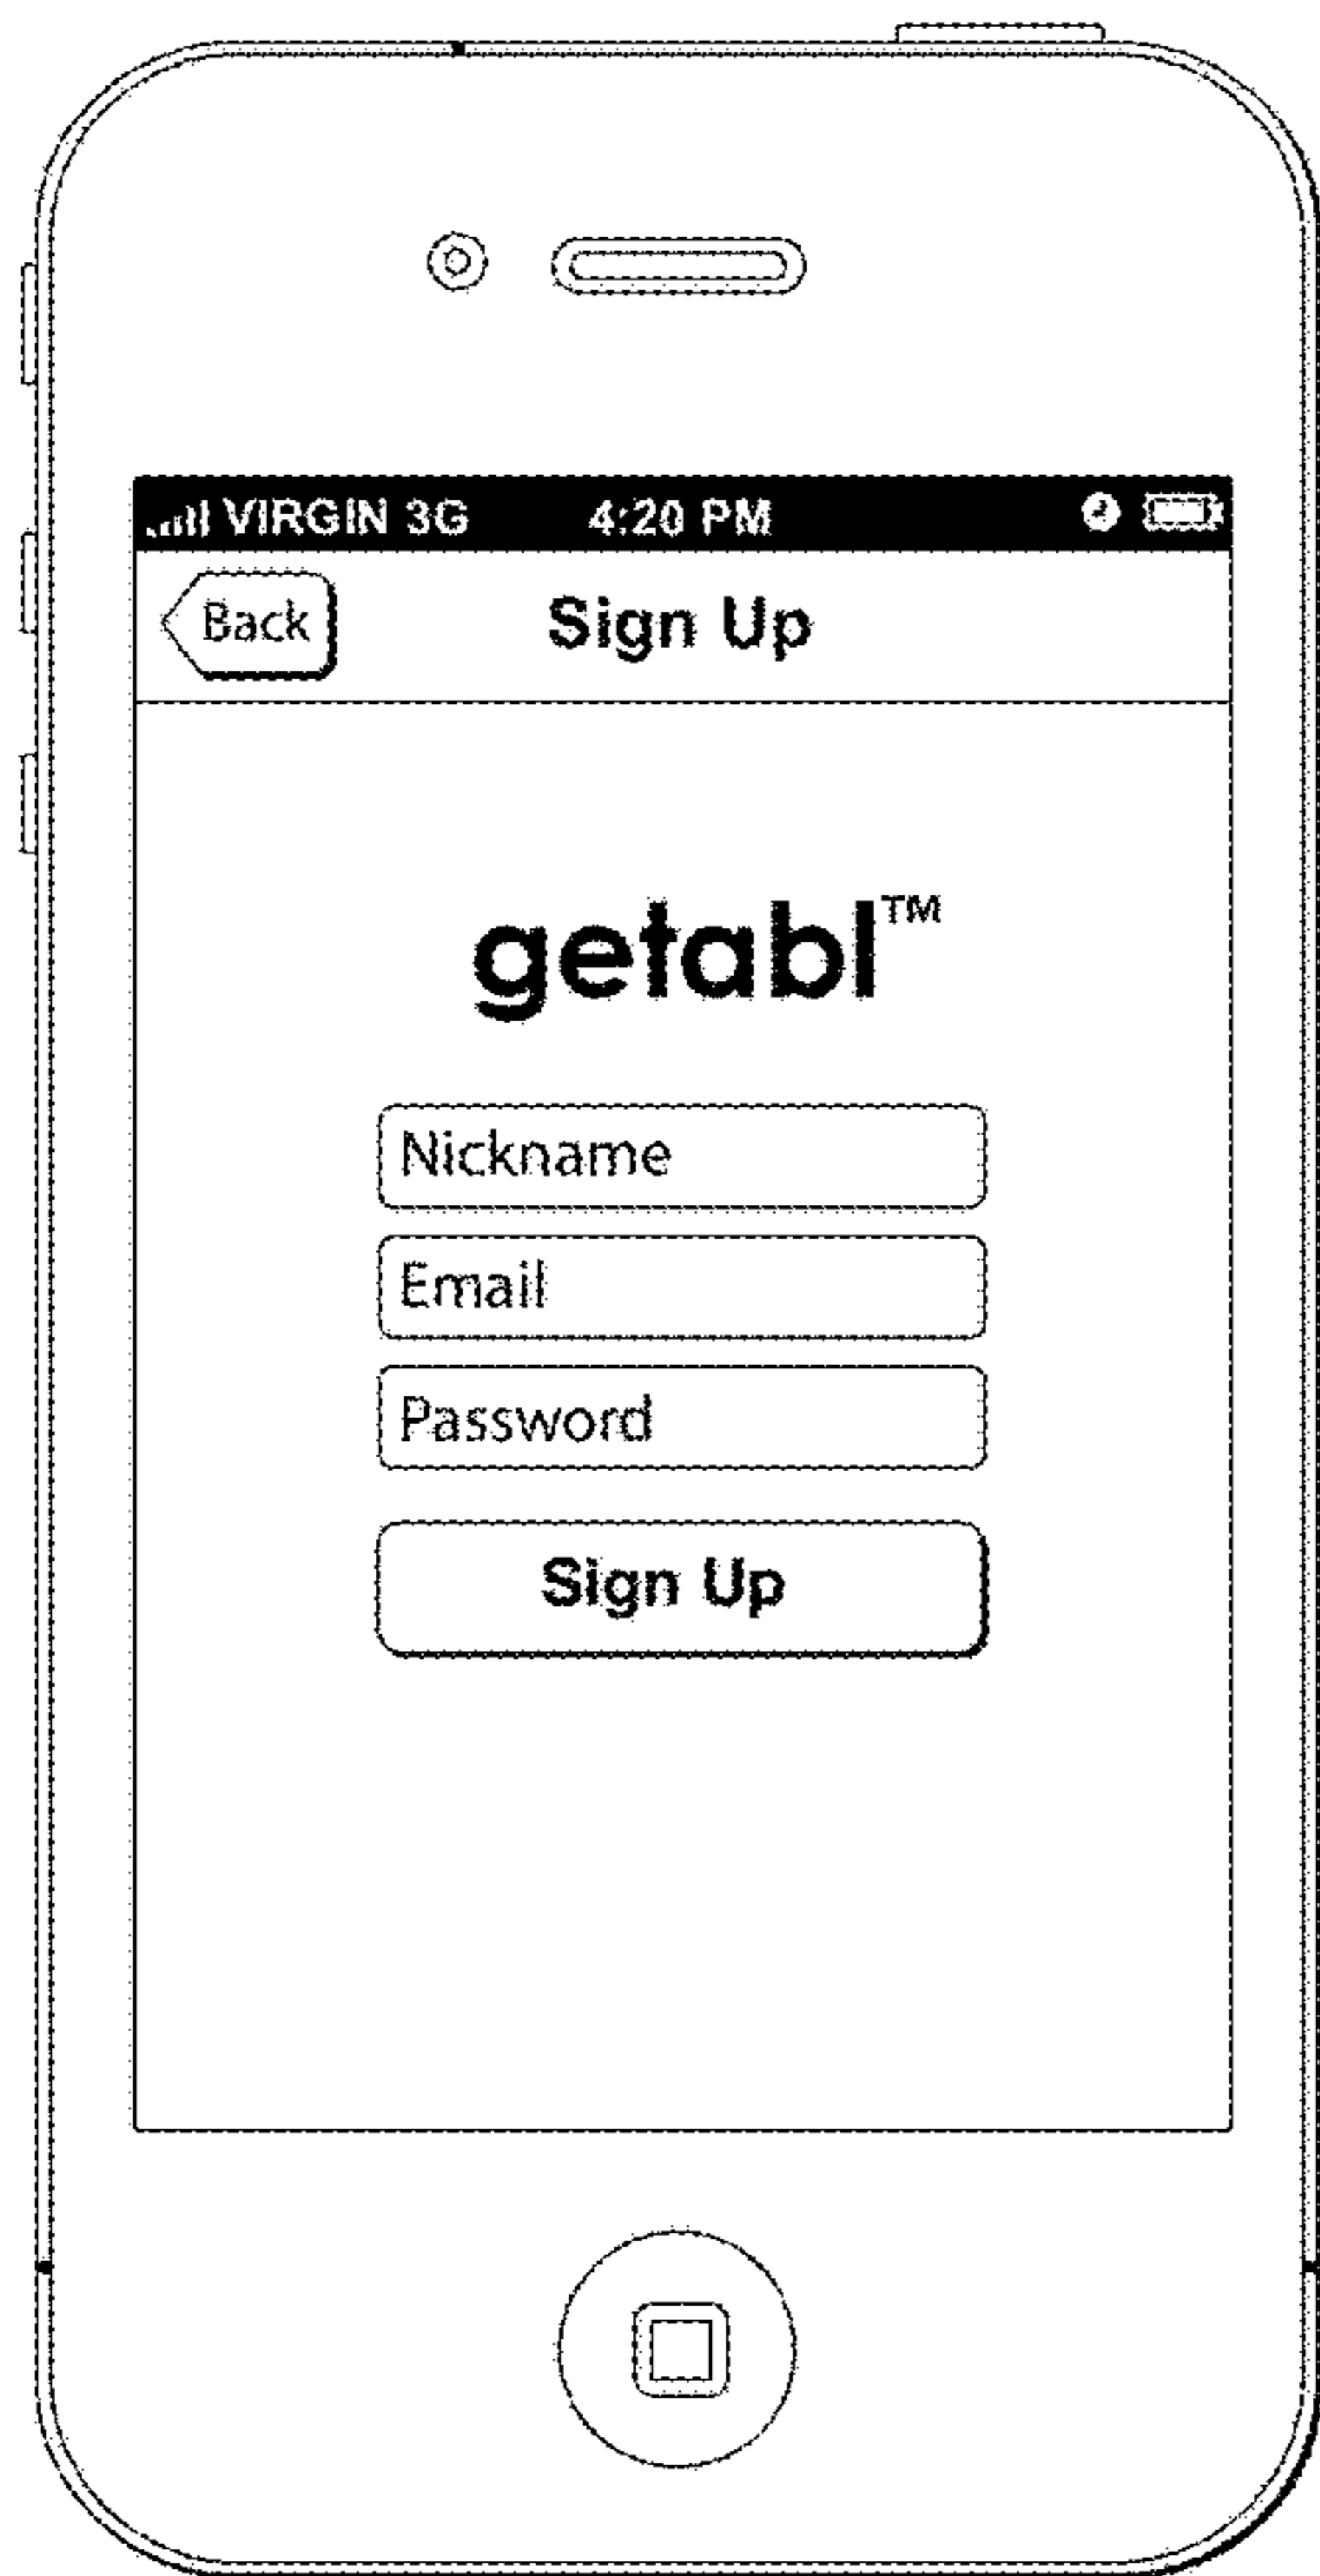 VIRGIN 3G 4:20 PM
Back Sign Up
getabl™
Nickname
Email
Password
Sign Up